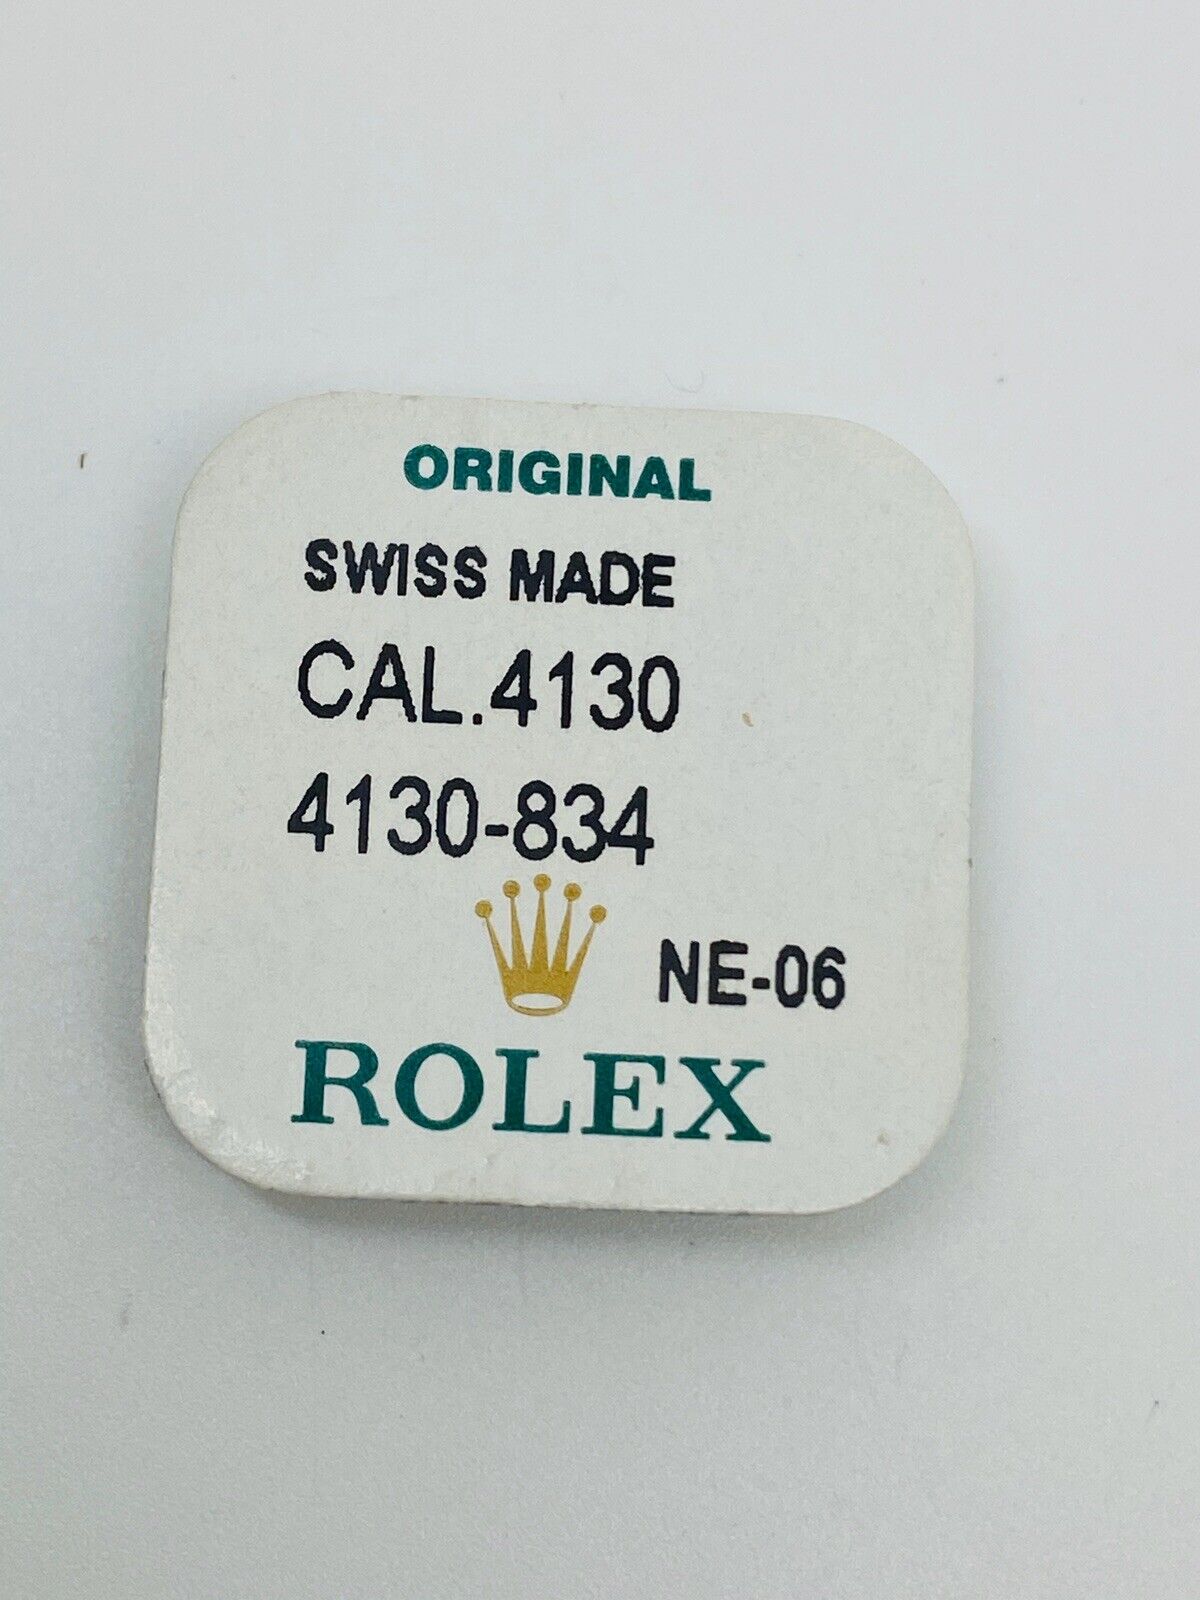 ORIGINAL
SWISS MADE
CAL.4130
4130-834
NE-06
ROLEX